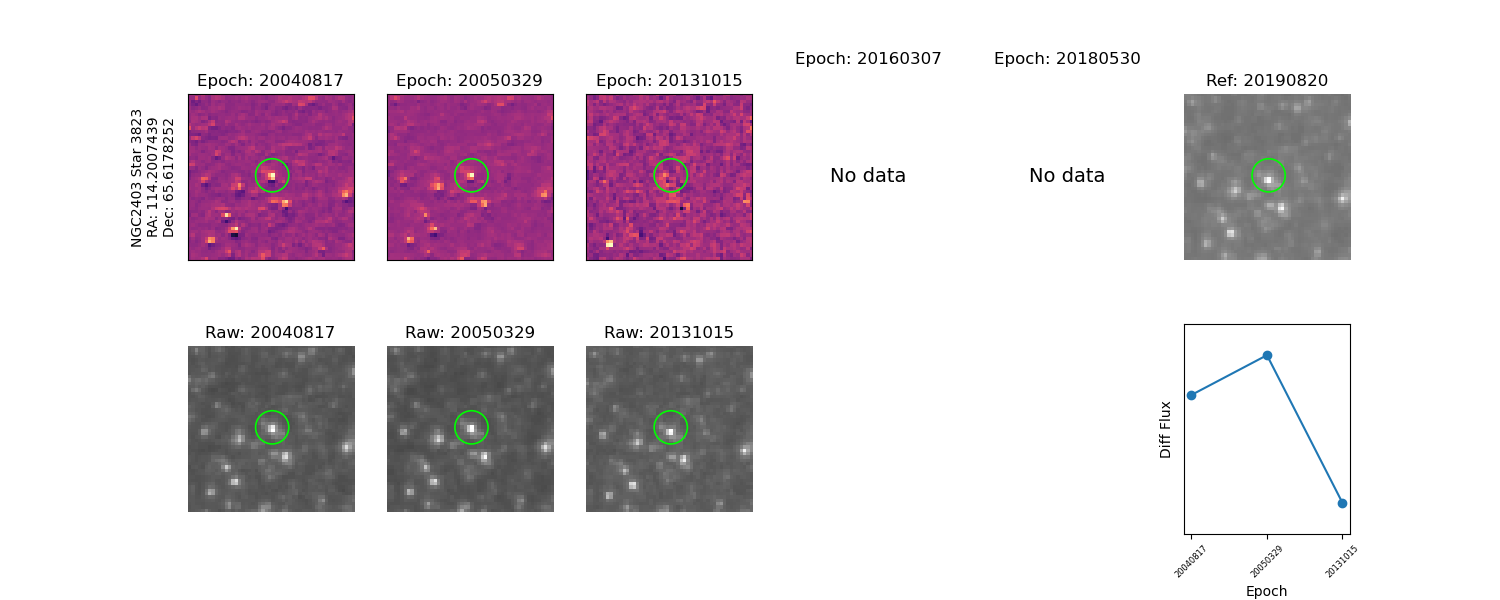 Epoch: 20040817
Epoch: 20050329
Epoch: 20131015
Epoch: 20160307
Epoch: 20180530
Ref: 20190820
NGC2403 Star 3823
RA: 114.2007439
Dec: 65.6178252
No data
No data
Raw: 20040817
Raw: 20050329
Raw: 20131015
Diff Flux
20040817
20050329
20131015
Epoch